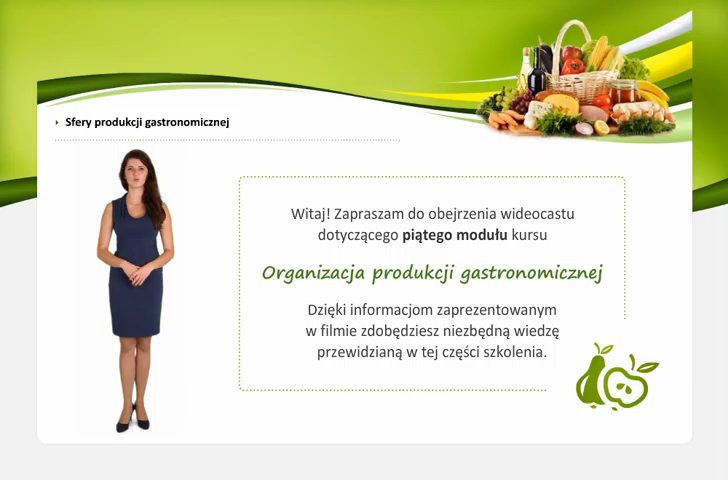 Sfery produkcji gastronomicznej
Witaj! Zapraszam do obejrzenia wideocastu
dotyczącego piątego modułu kursu
Organizacja produkcji gastronomicznej
Dzięki informacjom zaprezentowanym
w filmie zdobędziesz niezbędną wiedzę
przewidzianą w tej części szkolenia.